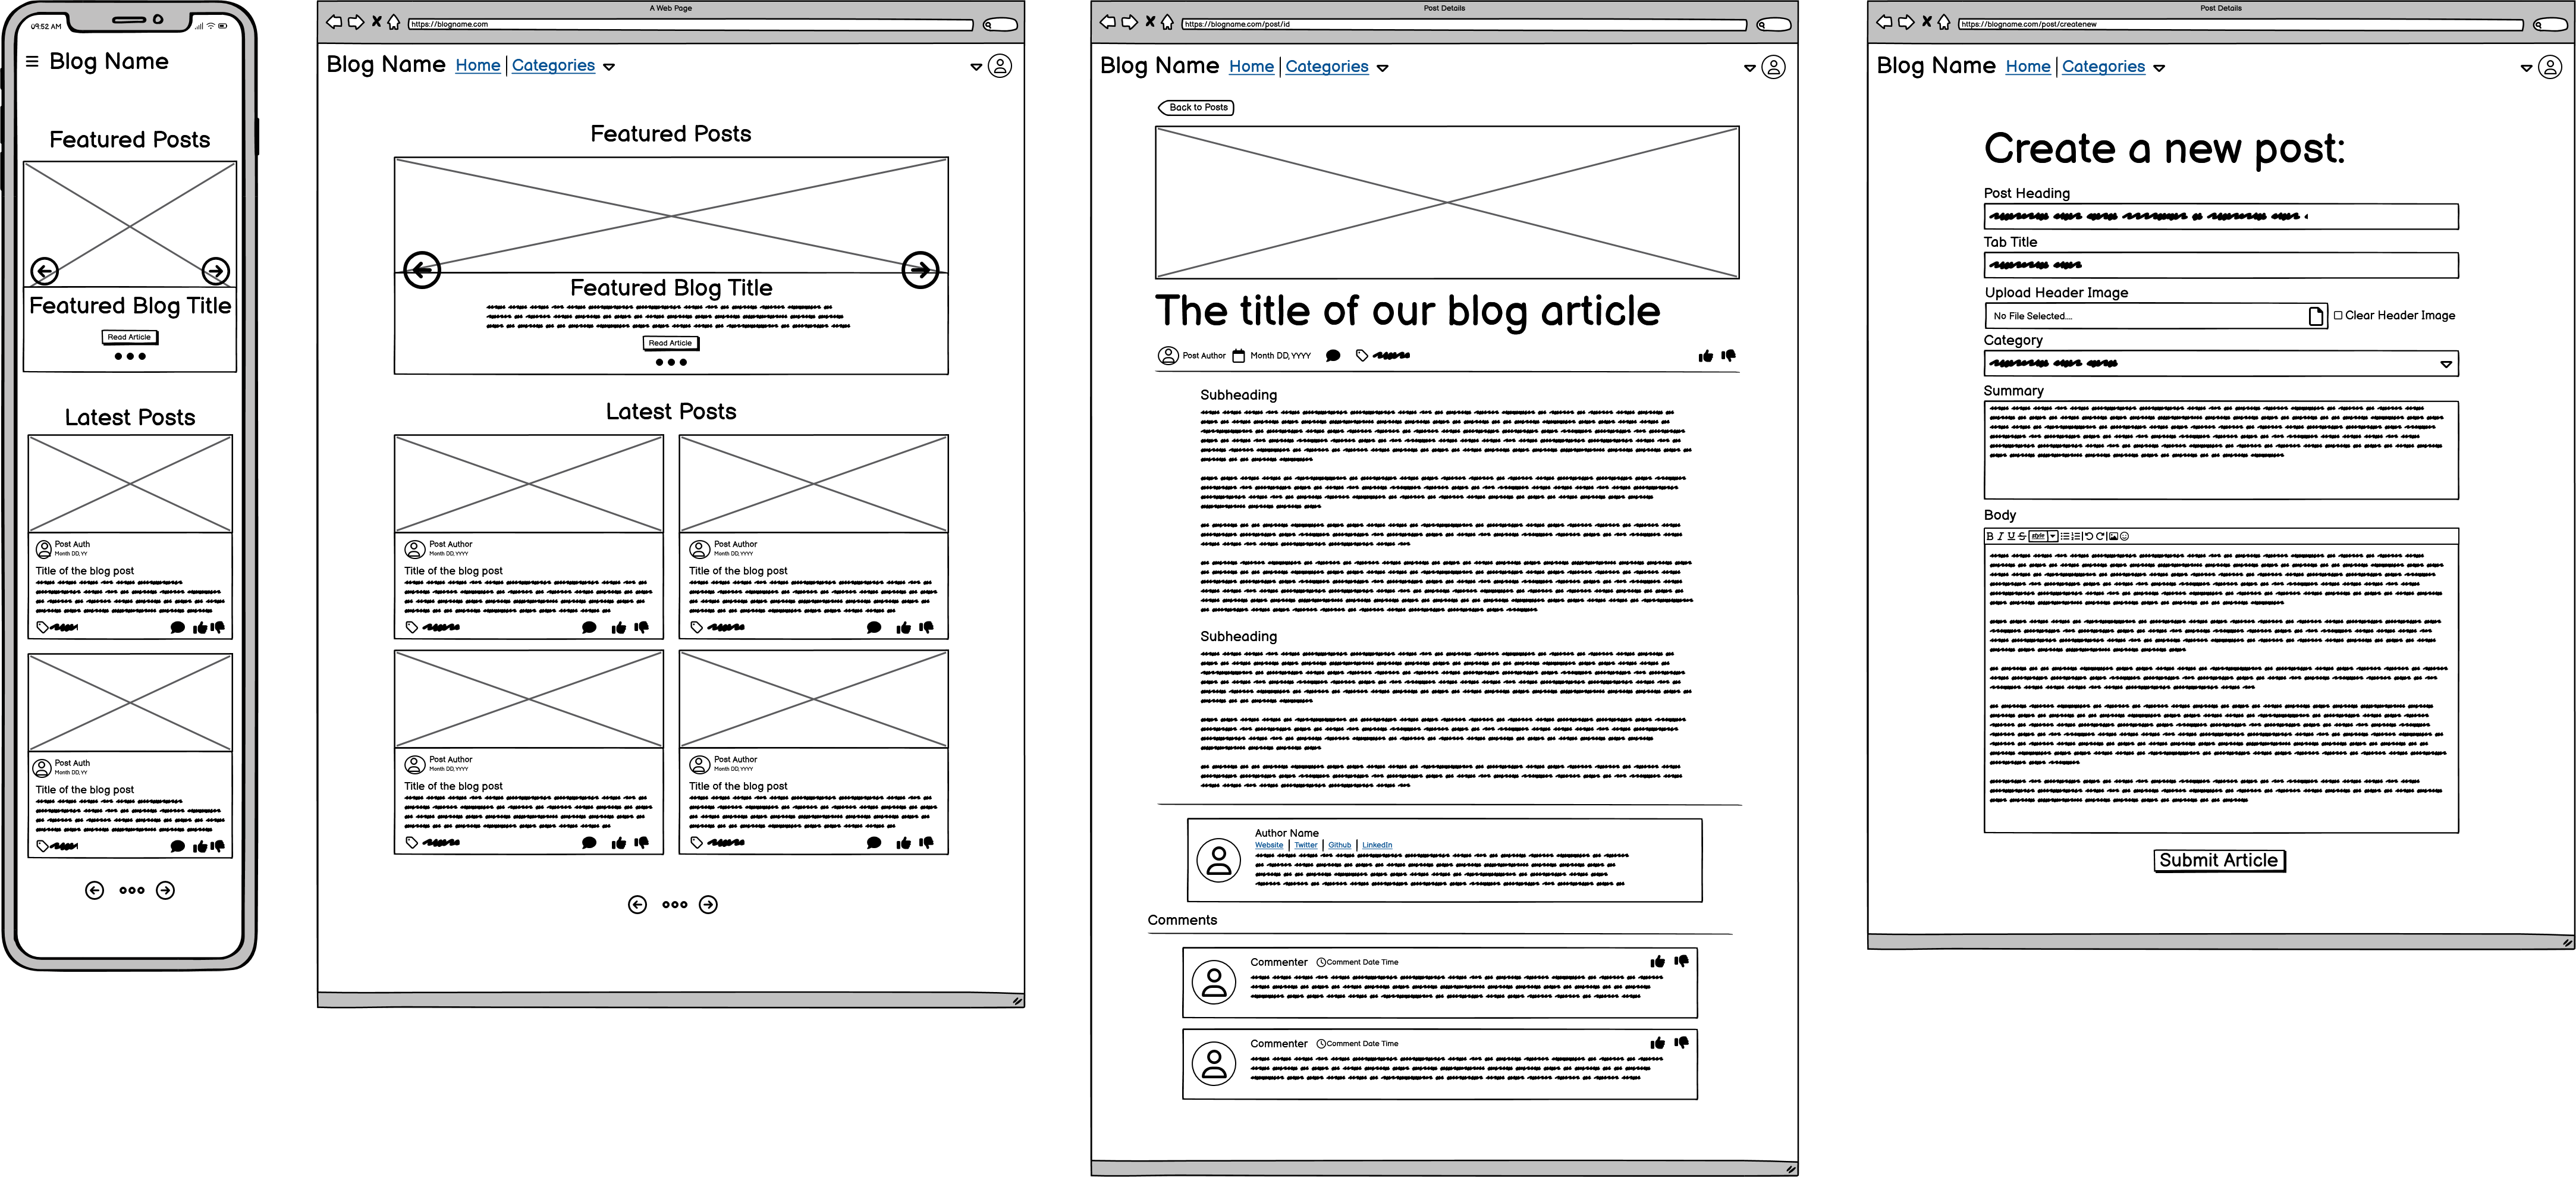 09:52 AM
Blog Name
Featured Posts
Featured Blog Title
Read Article
Latest Posts
Post Auth
Month DD, YY
Title of the blog post
Post Auth
Month DD, YY
Title of the blog post
A Web Page
https://blogname.com
Blog Name Home | Categories
Featured Posts
Featured Blog Title
Read Article
Latest Posts
Post Author
Month DD, YYYY
Title of the blog post
Post Author
Month DD, YYYY
Title of the blog post
Post Author
Month DD, YYYY
Title of the blog post
Post Author
Month DD, YYYY
Title of the blog post
Post Details
https://blogname.com/post/id
Blog Name Home | Categories
Back to Posts
The title of our blog article
Post Author Month DD, YYYY
Subheading
Subheading
Author Name
Website | Twitter | Github | LinkedIn
Comments
Commenter Comment Date Time
Commenter Comment Date Time
Post Details
https://blogname.com/post/createnew
Blog Name Home | Categories
Create a new post:
Post Heading
Tab Title
Upload Header Image
No File Selected.... Clear Header Image
Category
Summary
Body
B I U S style
Submit Article